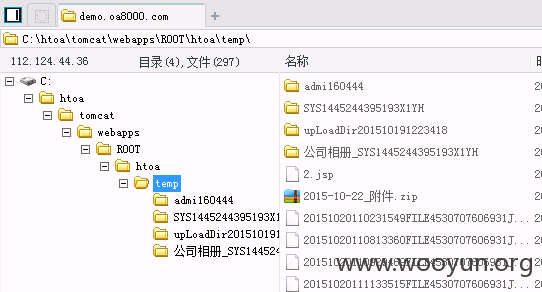 demo.oa8000.com
C:\htoa\tomcat\webapps\ROOT\htoa\temp\
112.124.44.36 目录(4),文件(297) 名称
C:
htoa
tomcat
webapps
ROOT
htoa
temp
admi160444
SYS1445244395193X1YH
upLoadDir2015101919
公司相册_SYS144524
admi160444
SYS1445244395193X1YH
upLoadDir201510191223418
公司相册_SYS1445244395193X1YH
2.jsp
2015-10-22_附件.zip
20151020110231549FILE4530707606931J...
20151020110813360FILE4530707606931J...
www.wooyun.org
20151020111133515FILE4530707606931J...